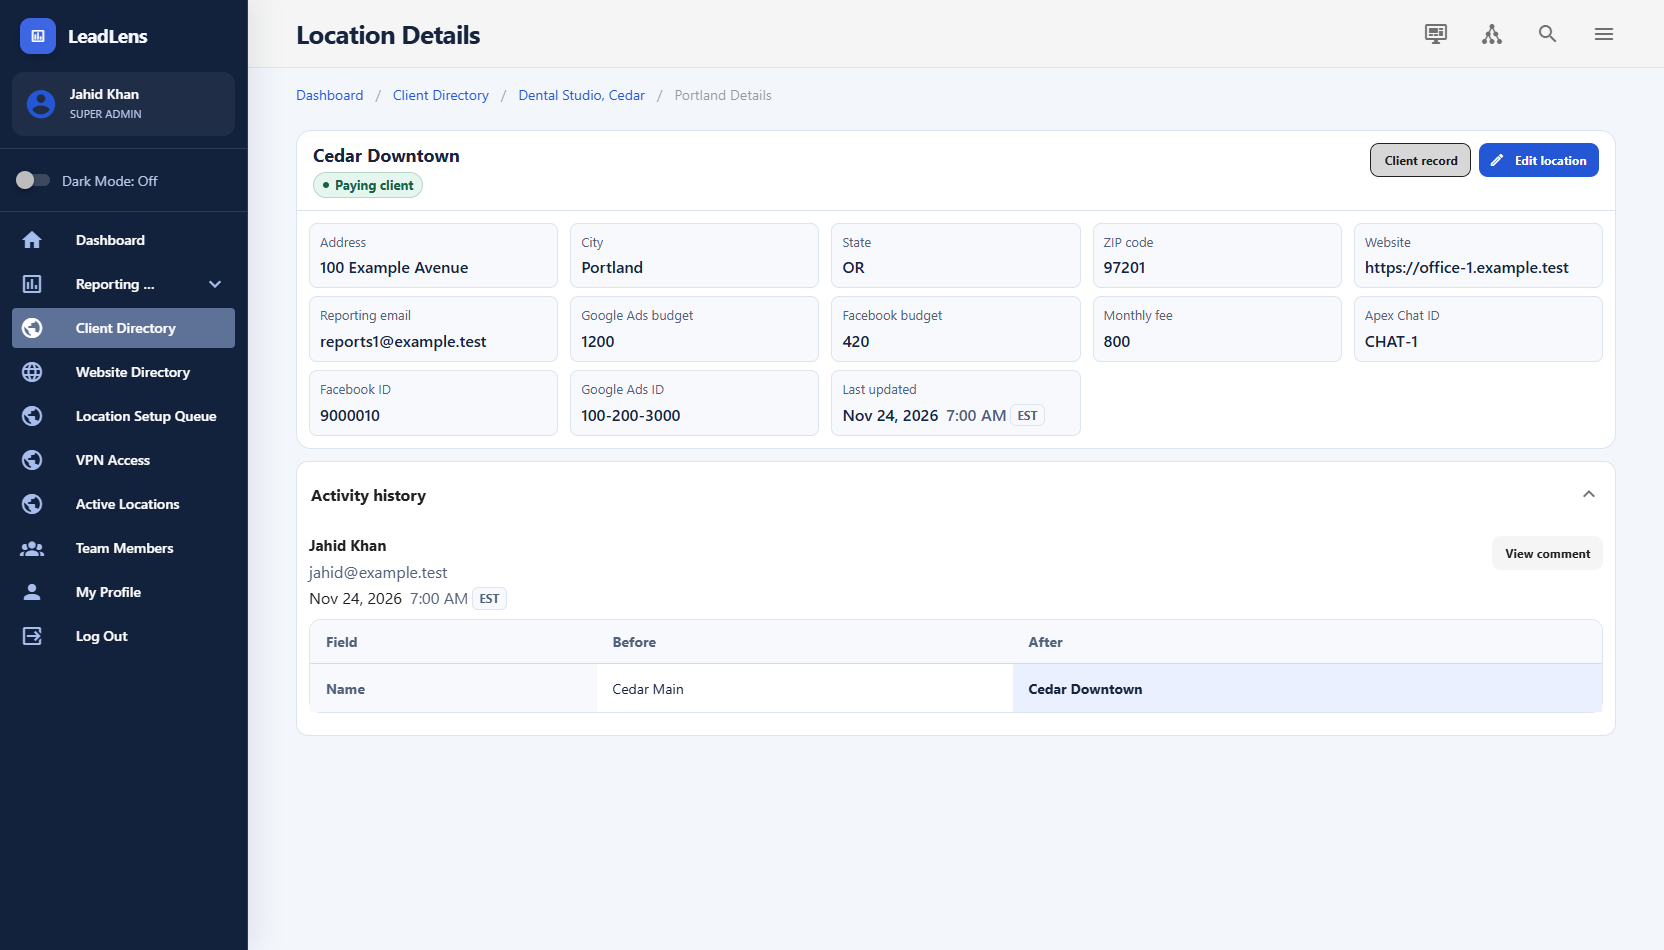 LeadLens
Jahid Khan
SUPER ADMIN
Dark Mode: Off
Dashboard
Reporting ...
Client Directory
Website Directory
Location Setup Queue
VPN Access
Active Locations
Team Members
My Profile
Log Out
Location Details
Dashboard / Client Directory / Dental Studio, Cedar / Portland Details
Cedar Downtown
Paying client
Client record
Edit location
Address
100 Example Avenue
City
Portland
State
OR
ZIP code
97201
Website
https://office-1.example.test
Reporting email
reports1@example.test
Google Ads budget
1200
Facebook budget
420
Monthly fee
800
Apex Chat ID
CHAT-1
Facebook ID
9000010
Google Ads ID
100-200-3000
Last updated
Nov 24, 2026 7:00 AM EST
Activity history
Jahid Khan
jahid@example.test
Nov 24, 2026 7:00 AM EST
View comment
Field Before After
Name Cedar Main Cedar Downtown